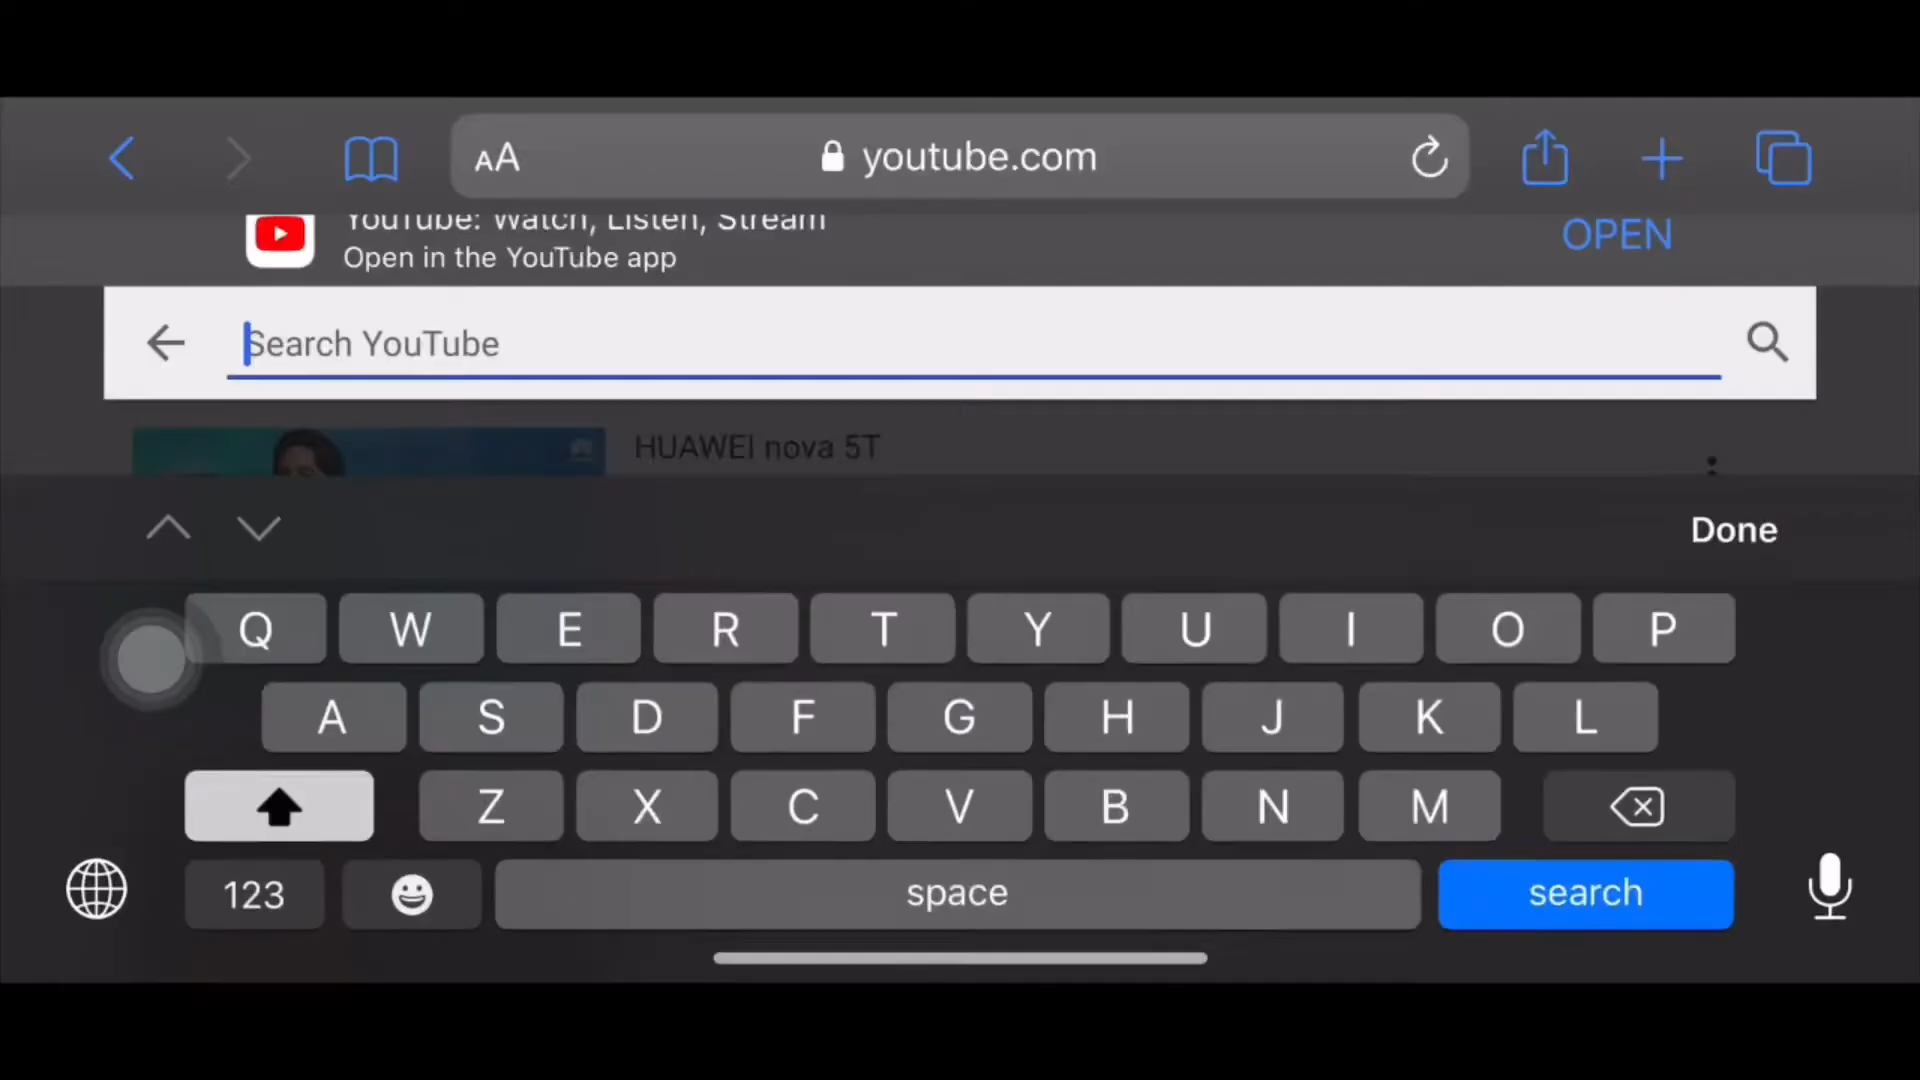 AA youtube.com
YouTube: Watch, Listen, Stream
Open in the YouTube app
OPEN
Search YouTube
HUAWEI nova 5T
Done
Q W E R T Y U I O P
A S D F G H J K L
Z X C V B N M
123 space search